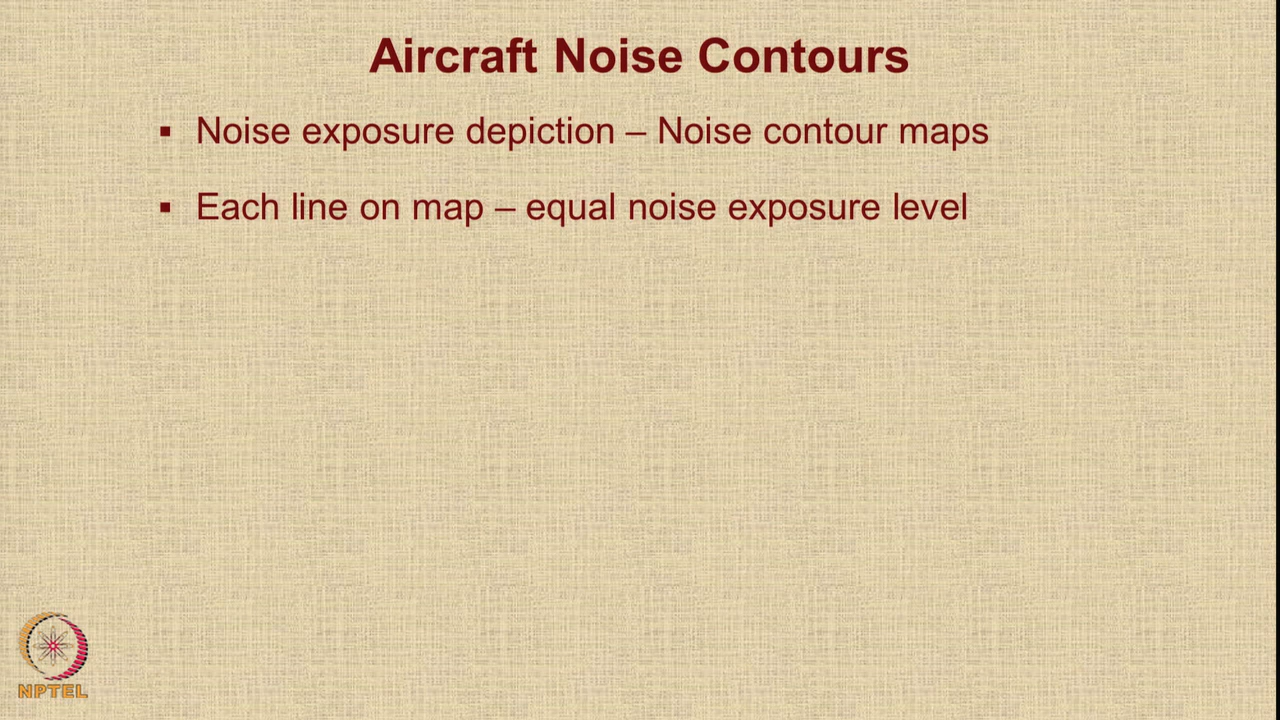 Aircraft Noise Contours
▪ Noise exposure depiction – Noise contour maps
▪ Each line on map – equal noise exposure level
NPTEL